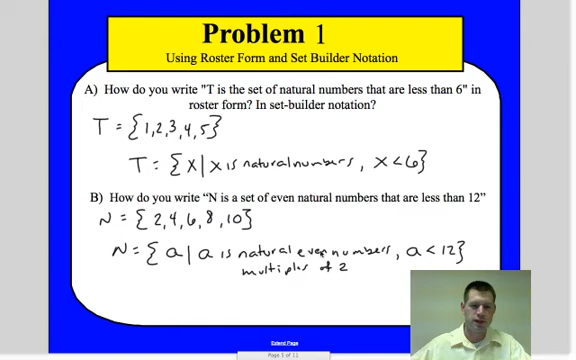 Problem 1
Using Roster Form and Set Builder Notation
A) How do you write "T is the set of natural numbers that are less than 6" in
roster form? In set-builder notation?
T = {1,2,3,4,5}
T = {x | x is natural numbers, x < 6}
B) How do you write “N is a set of even natural numbers that are less than 12”
N = {2,4,6,8,10}
N = {a | a is natural even numbers, a < 12}
multiples of 2
Extend Page
Page 5 of 11